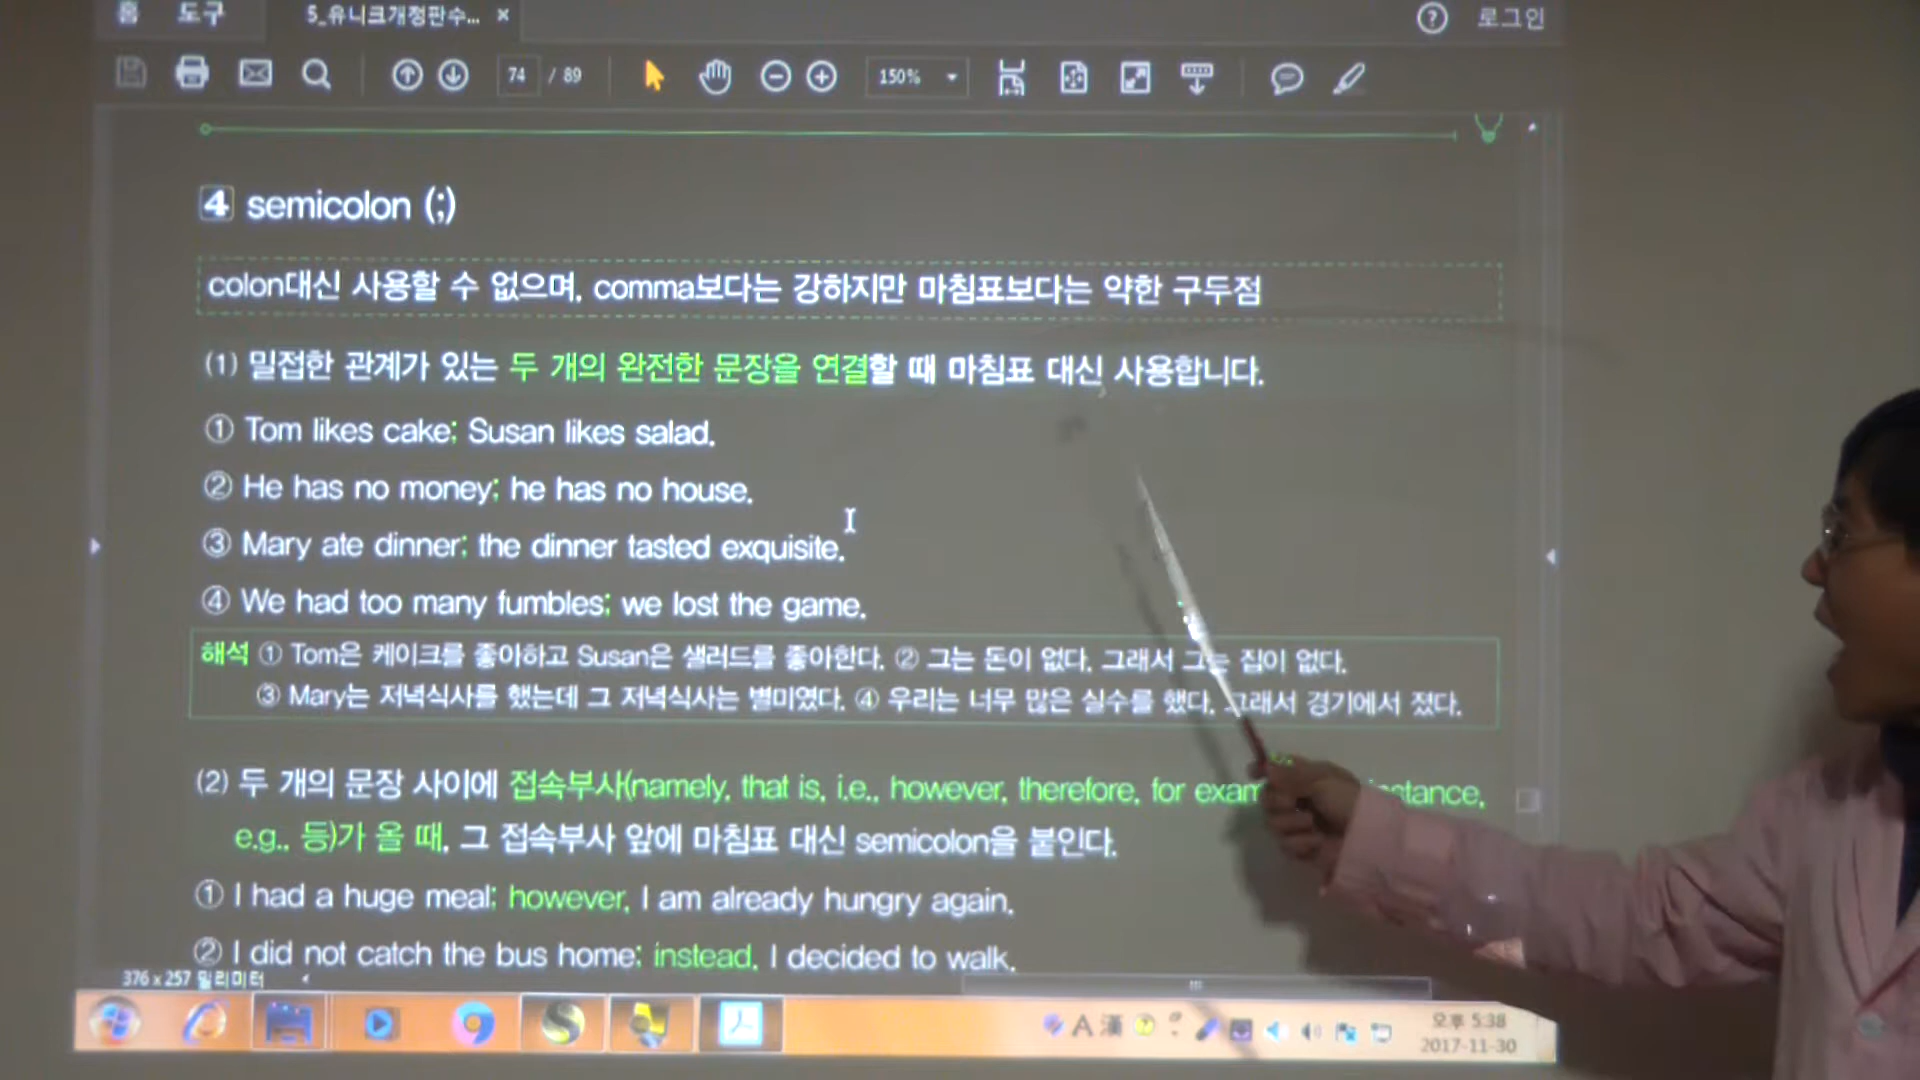 홈 도구 5_유니크개정판수... × ? 로그인
74 / 89 150%
4 semicolon (;)
colon대신 사용할 수 없으며, comma보다는 강하지만 마침표보다는 약한 구두점
(1) 밀접한 관계가 있는 두 개의 완전한 문장을 연결할 때 마침표 대신 사용합니다.
① Tom likes cake; Susan likes salad.
② He has no money; he has no house.
③ Mary ate dinner; the dinner tasted exquisite.
④ We had too many fumbles; we lost the game.
해석 ① Tom은 케이크를 좋아하고 Susan은 샐러드를 좋아한다. ② 그는 돈이 없다. 그래서 그는 집이 없다.
③ Mary는 저녁식사를 했는데 그 저녁식사는 별미였다. ④ 우리는 너무 많은 실수를 했다. 그래서 경기에서 졌다.
(2) 두 개의 문장 사이에 접속부사(namely, that is, i.e., however, therefore, for
e.g., 등)가 올 때, 그 접속부사 앞에 마침표 대신 semicolon을 붙인다.
① I had a huge meal; however, I am already hungry again.
② I did not catch the bus home; instead, I decided to walk.
376 x 257 밀리미터
A 漢
오후 5:38
2017-11-30